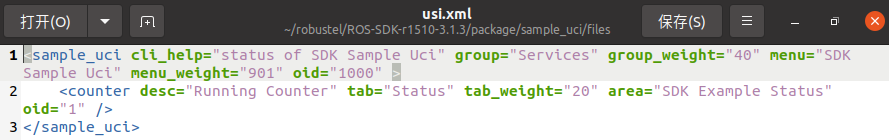 打开(O)
usi.xml
~/robustel/ROS-SDK-r1510-3.1.3/package/sample_uci/files
保存(S)
1 <sample_uci cli_help="status of SDK Sample Uci" group="Services" group_weight="40" menu="SDK
Sample Uci" menu_weight="901" oid="1000" >
2 <counter desc="Running Counter" tab="Status" tab_weight="20" area="SDK Example Status"
oid="1" />
3 </sample_uci>